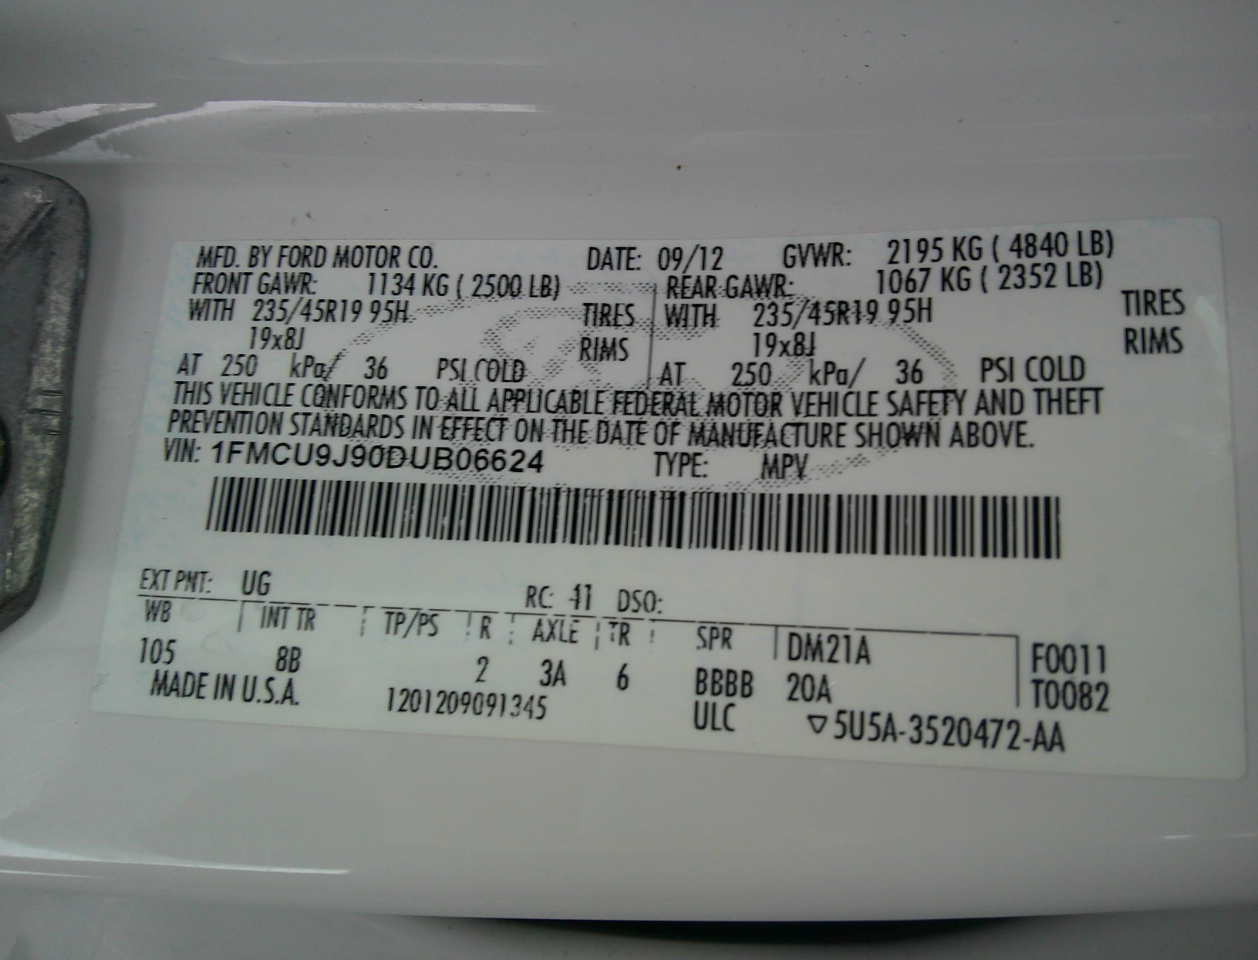 MFD. BY FORD MOTOR CO. DATE: 09/12 GVWR: 2195 KG ( 4840 LB)
FRONT GAWR: 1134 KG ( 2500 LB) REAR GAWR: 1067 KG ( 2352 LB)
WITH 235/45R19 95H TIRES WITH 235/45R19 95H TIRES
19x8J RIMS 19x8J RIMS
AT 250 kPa/ 36 PSI COLD AT 250 kPa/ 36 PSI COLD
THIS VEHICLE CONFORMS TO ALL APPLICABLE FEDERAL MOTOR VEHICLE SAFETY AND THEFT
PREVENTION STANDARDS IN EFFECT ON THE DATE OF MANUFACTURE SHOWN ABOVE.
VIN: 1FMCU9J90DUB06624 TYPE: MPV
EXT PNT: UG RC: 41 DSO:
WB INT TR TP/PS R AXLE TR SPR DM21A F0011
105 8B 2 3A 6 BBBB 20A T0082
MADE IN U.S.A. 1201209091345 ULC ▽5U5A-3520472-AA